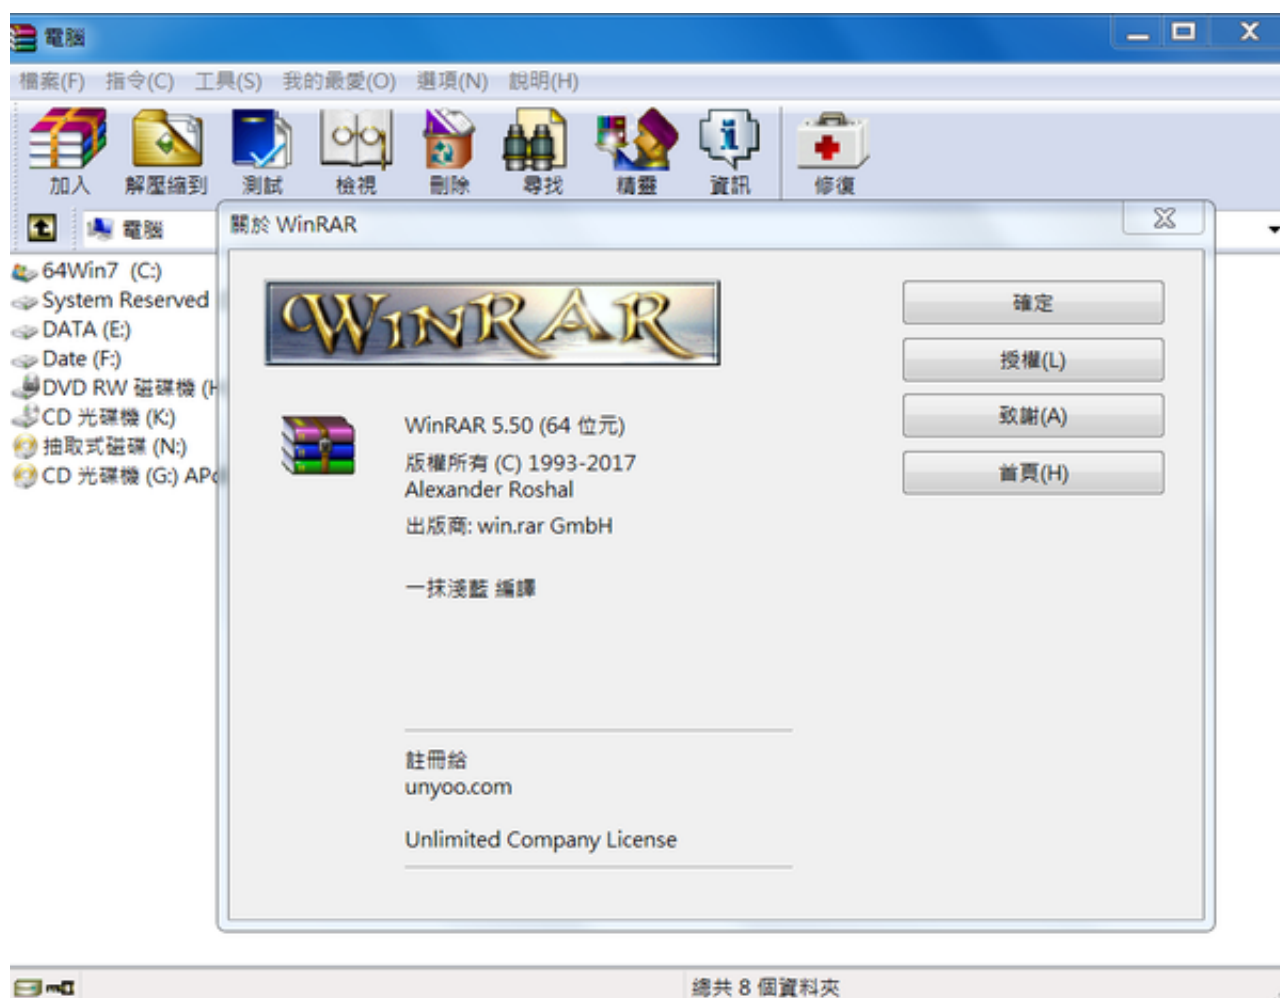 電腦
檔案(F) 指令(C) 工具(S) 我的最愛(O) 選項(N) 說明(H)
加入 解壓縮到 測試 檢視 刪除 尋找 精靈 資訊 修復
電腦
關於 WinRAR
64Win7 (C:)
System Reserved
DATA (E:)
Date (F:)
DVD RW 磁碟機 (H
CD 光碟機 (K:)
抽取式磁碟 (N:)
CD 光碟機 (G:) APo
WINRAR
確定
授權(L)
致謝(A)
首頁(H)
WinRAR 5.50 (64 位元)
版權所有 (C) 1993-2017
Alexander Roshal
出版商: win.rar GmbH
一抹淺藍 編譯
註冊給
unyoo.com
Unlimited Company License
總共 8 個資料夾